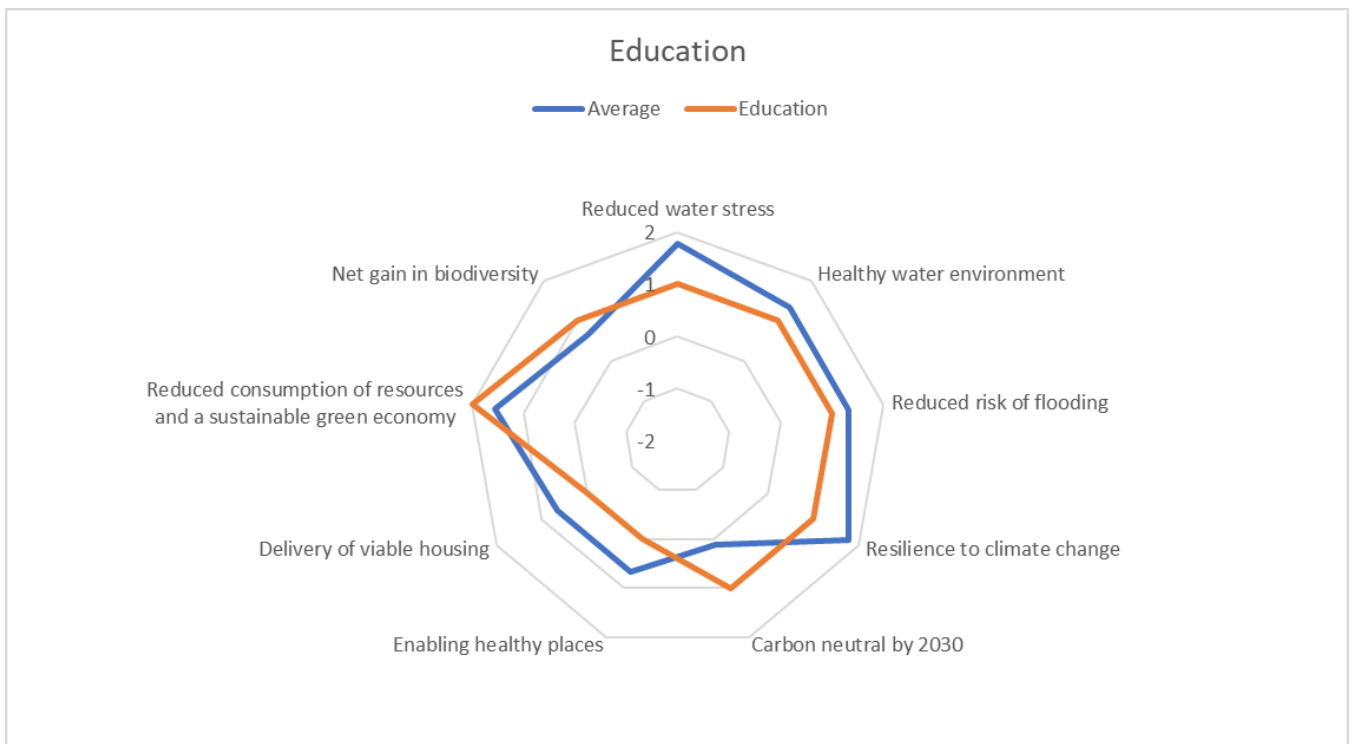 Education
Average
Education
Reduced water stress
2
Net gain in biodiversity
Healthy water environment
1
0
Reduced consumption of resources
and a sustainable green economy
Reduced risk of flooding
-1
-2
Delivery of viable housing
Resilience to climate change
Enabling healthy places
Carbon neutral by 2030